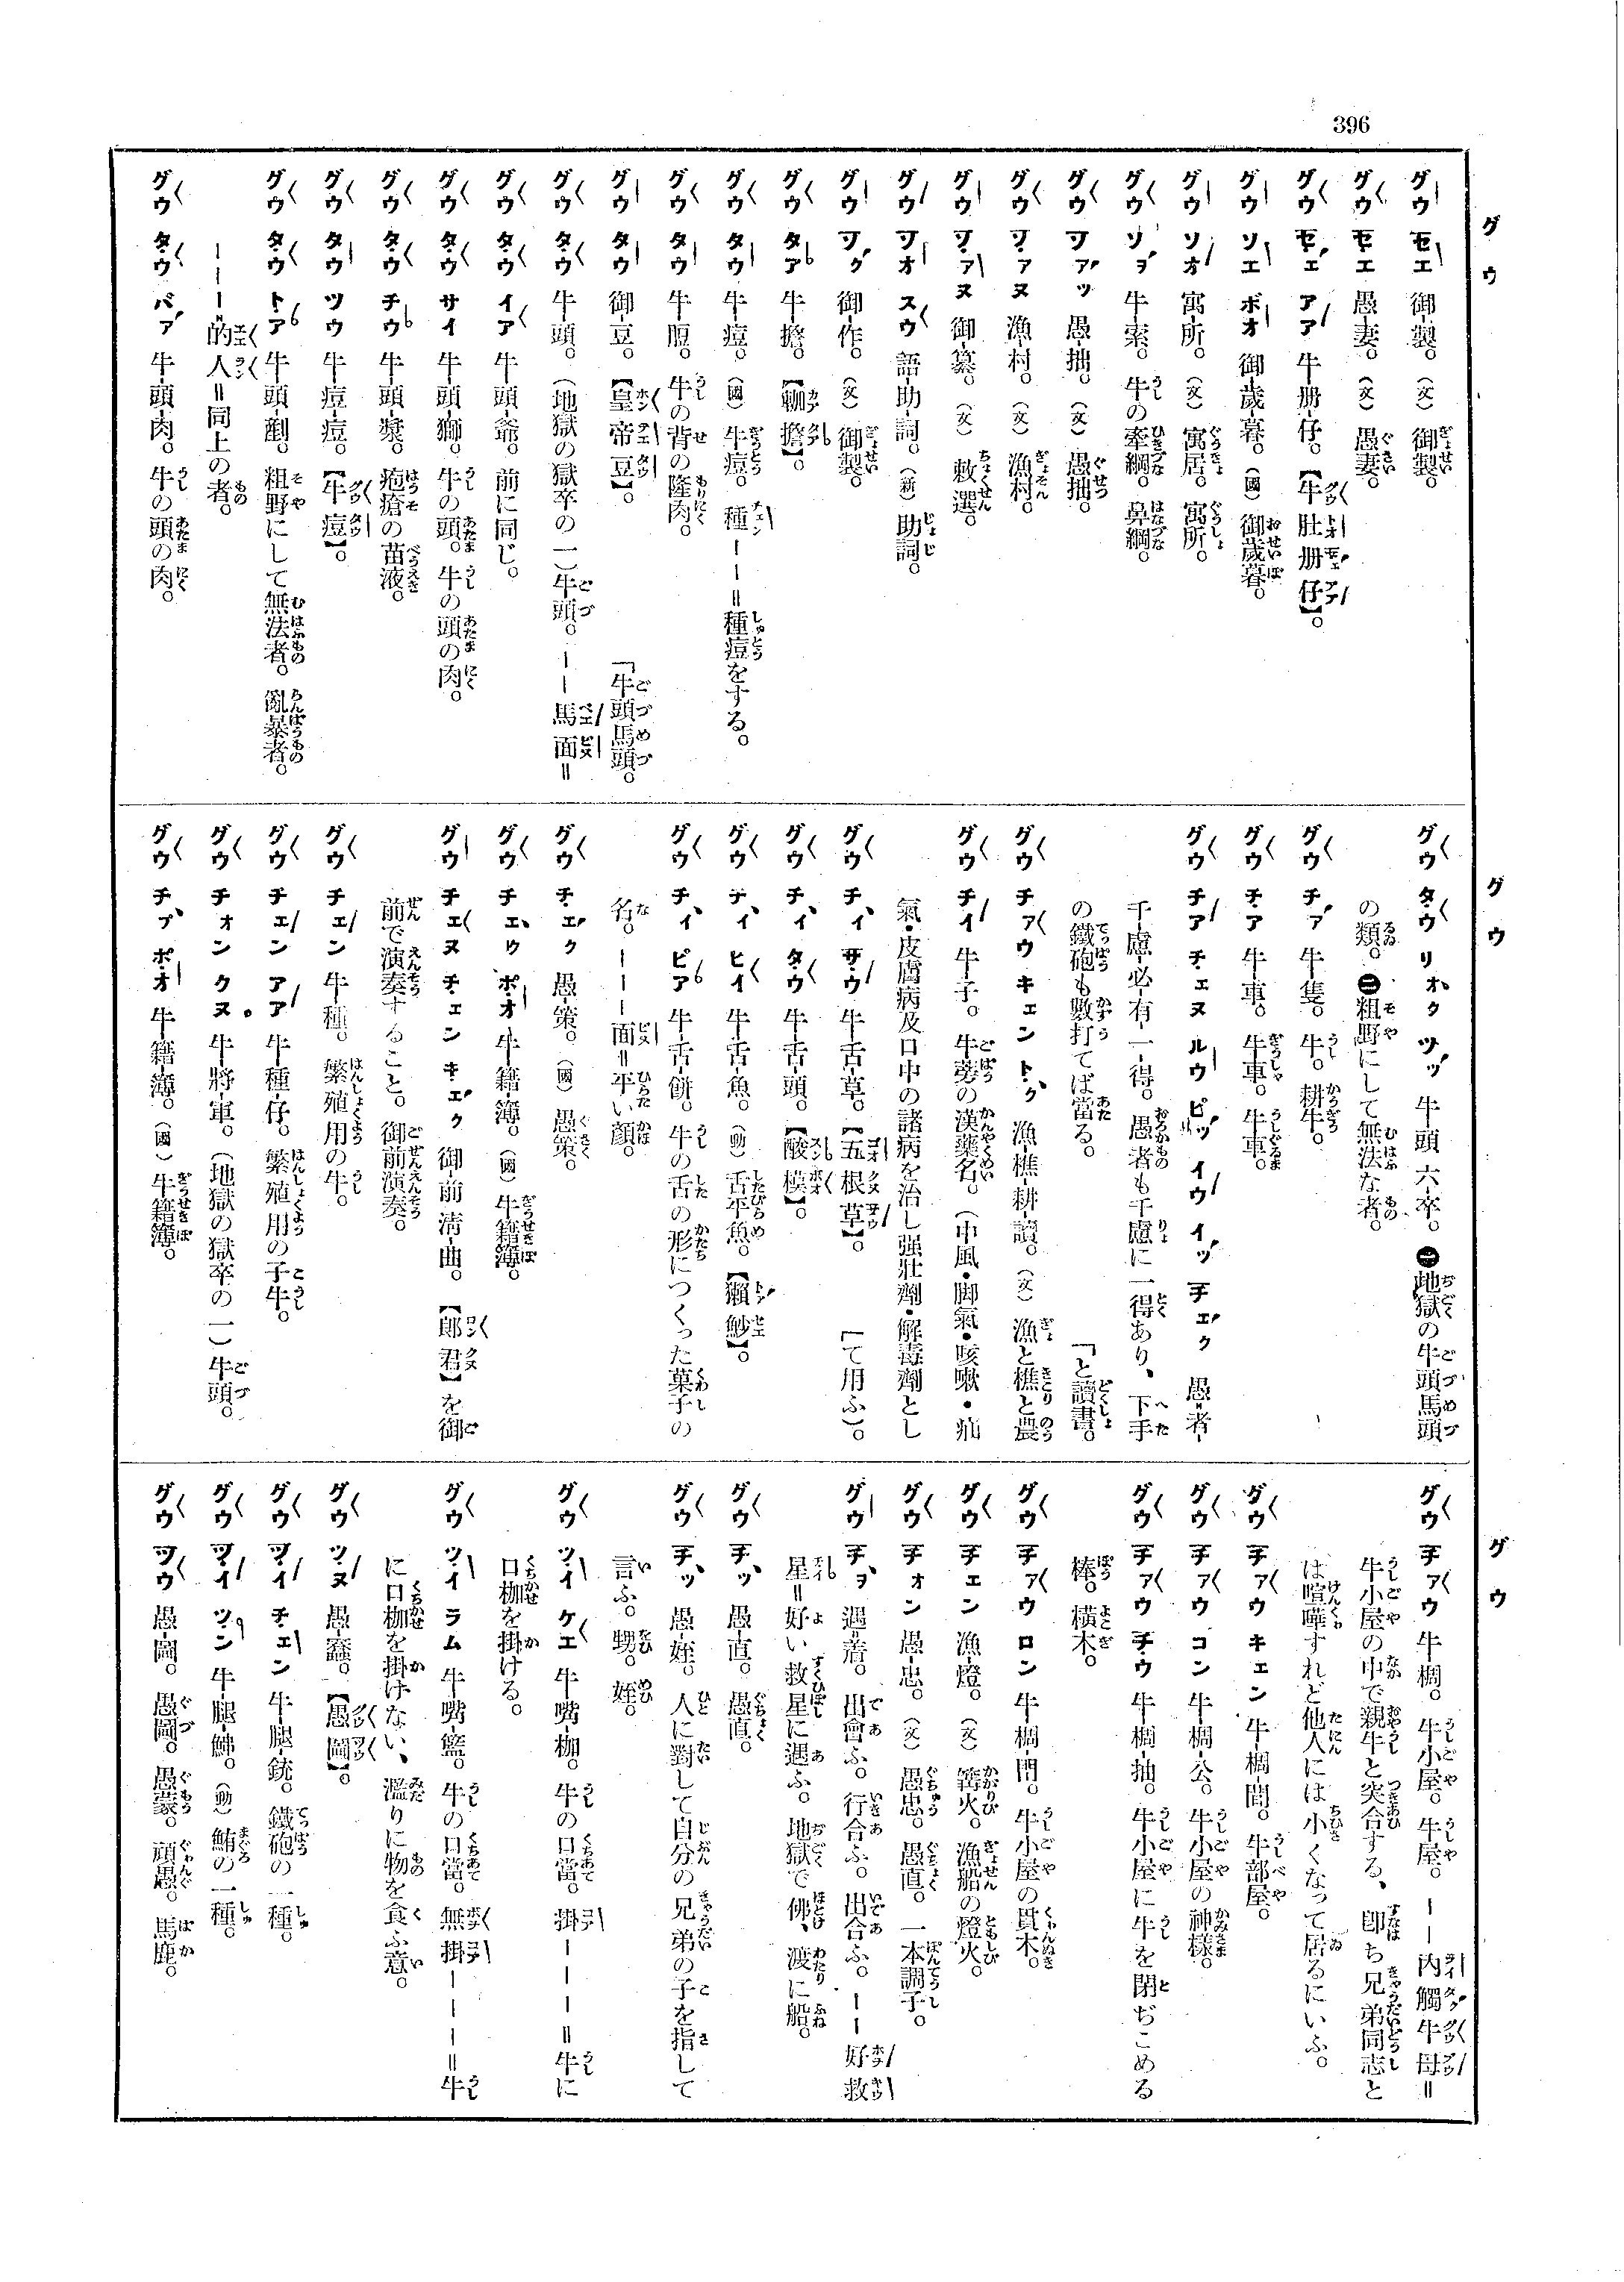 396
グウ
グウ セエ 御-製。(文) 御製。
グウ セエ 愚-妻。(文) 愚妻。
グウ セエ アア 牛-册-仔。【牛肚册仔】。
グウ ソエ ボオ 御-歲-暮。(國) 御歲暮。
グウ ソオ 寓-所。(文) 寓居。寓所。
グウ ソヲ 牛-索。牛の牽綱。鼻綱。
グウ ツアッ 愚-拙。(文) 愚拙。
グウ ツァヌ 漁-村。(文) 漁村。
グウ ツァヌ 御-纂。(文) 敕選。
グウ ツオ スウ 語-助-詞。(新) 助詞。
グウ ツク 御-作。(文) 御製。
グウ タア 牛-擔。【軛擔】。
グウ タウ 牛-痘。(國) 牛痘。種ーー=種痘をする。
グウ タウ 牛-脰。牛の背の隆肉。
グウ タウ 御-豆。【皇帝豆】。
「牛頭馬頭。
グウ タウ 牛-頭。(地獄の獄卒の一)牛頭。ーー馬面=
グウ タウ イア 牛-頭-爺。前に同じ。
グウ タウ サイ 牛-頭-獅。牛の頭。牛の頭の肉。
グウ タウ チウ 牛-頭-漿。疱瘡の苗液。
グウ タウ ツウ 牛-痘-痘。【牛痘】。
グウ タウ トア 牛-頭-劃。粗野にして無法者。亂暴者。
ーーー的人=同上の者。
グウ タウ バァ 牛-頭-肉。牛の頭の肉。
グウ
グウ タウ リオク ツッ 牛-頭-六-卒。㊀地獄の牛頭馬頭
の類。㊁粗野にして無法な者。
グウ チア 牛-隻。牛。耕牛。
グウ チア 牛-車。牛車。牛車。
グウ チア チェヌ ルウ ピッ イウ イッ チェク 愚-者-
千-慮-必-有-一-得。愚者も千慮に一得あり、下手
の鐵砲も數打てば當る。
「と讀書。
グウ チアウ キェン トク 漁-樵-耕-讀。(文) 漁と樵と農
グウ チイ 牛-子。牛蒡の漢藥名。(中風・脚氣・咳嗽・疝
氣・皮膚病及口中の諸病を治し强壯劑・解毒劑とし
「て用ふ)。
グウ チィ サウ 牛-舌-草。【五根草】。
グウ チィ タウ 牛-舌-頭。【酸模】。
グウ チィ ヒイ 牛-舌-魚。(動) 舌平魚。【獺魦】。
グウ チィ ピア 牛-舌-餅。牛の舌の形につくった菓子の
名。ーーー面=平い顔。
グウ チェク 愚-策。(國) 愚策。
グウ チェク ポオ 牛-籍-簿。(國) 牛籍簿。
グウ チェヌ チェン キェク 御-前-淸-曲。【郞君】を御
前で演奏すること。御前演奏。
グウ チェン 牛-種。繁殖用の牛。
グウ チェン アア 牛-種-仔。繁殖用の子牛。
グウ チオン クヌ 牛-將-軍。(地獄の獄卒の一)牛頭。
グウ チプ ポオ 牛-籍-簿。(國) 牛籍簿。
グウ
グウ チアウ 牛-椆。牛小屋。牛屋。ーー內觸牛母=
牛小屋の中で親牛と突合する、卽ち兄弟同志と
は喧嘩すれど他人には小くなって居るにいふ。
グウ チアウ キェン 牛-椆-間。牛部屋。
グウ チアウ コン 牛-椆-公。牛小屋の神樣。
グウ チアウ チウ 牛-椆-抽。牛小屋に牛を閉ぢこめる
棒。橫木。
グウ チアウ ロン 牛-椆-閂。牛小屋の貫木。
グウ チェン 漁-燈。(文) 篝火。漁船の燈火。
グウ チオン 愚-忠。(文) 愚忠。愚直。一本調子。
グウ チヲ 遇-着。出會ふ。行合ふ。出合ふ。ーー好救
星=好い救星に遇ふ。地獄で佛、渡に船。
グウ チッ 愚-直。愚直。
グウ チッ 愚-姪。人に對して自分の兄弟の子を指して
言ふ。甥。姪。
グウ ツイ ケエ 牛-嘴-枷。牛の口當。掛ーーー=牛に
口枷を掛ける。
グウ ツイ ラム 牛-嘴-籃。牛の口當。無掛ーーー=牛
に口枷を掛けない、濫りに物を食ふ意。
グウ ツヌ 愚-蠢。【愚圖】。
グウ ツイ チェン 牛-腿-銃。鐵砲の一種。
グウ ツイ ツン 牛-腿-鮪の一種。
グウ ツウ 愚-圖。愚圖。愚蒙。頑愚。馬鹿。